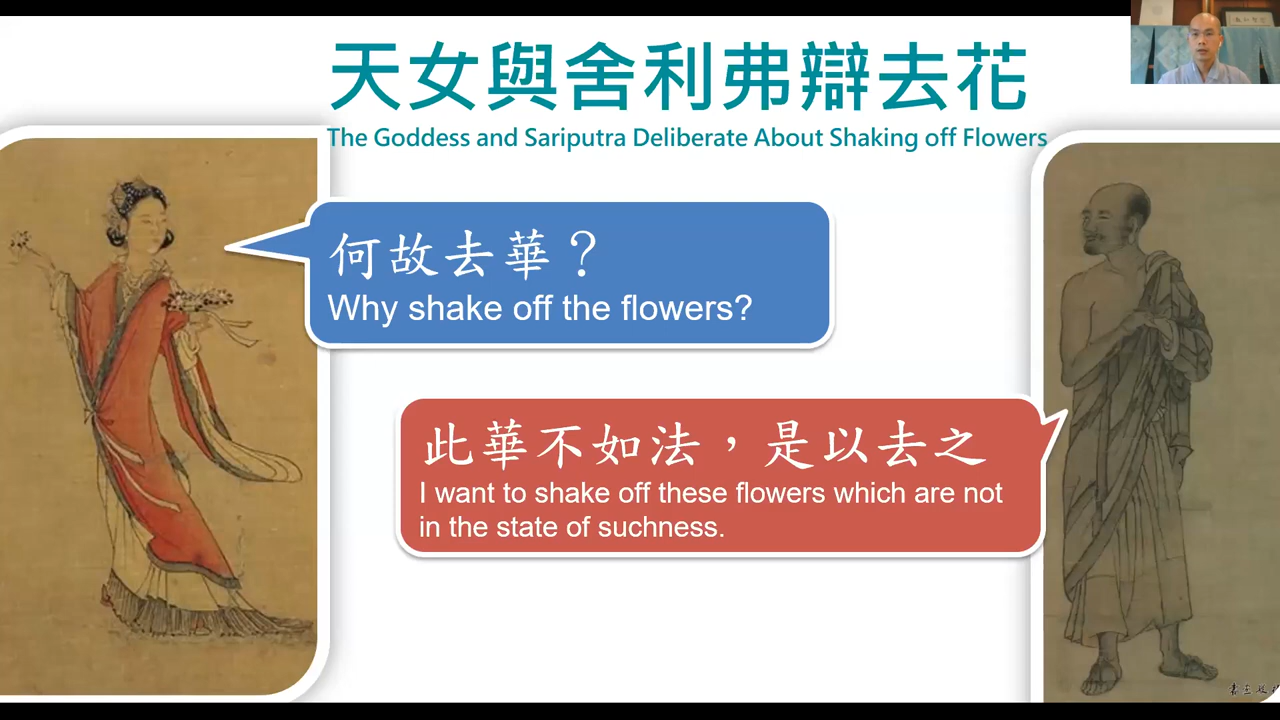 天女與舍利弗辯去花
The Goddess and Sariputra Deliberate About Shaking off Flowers
何故去華？
Why shake off the flowers?
此華不如法，是以去之
I want to shake off these flowers which are not
in the state of suchness.